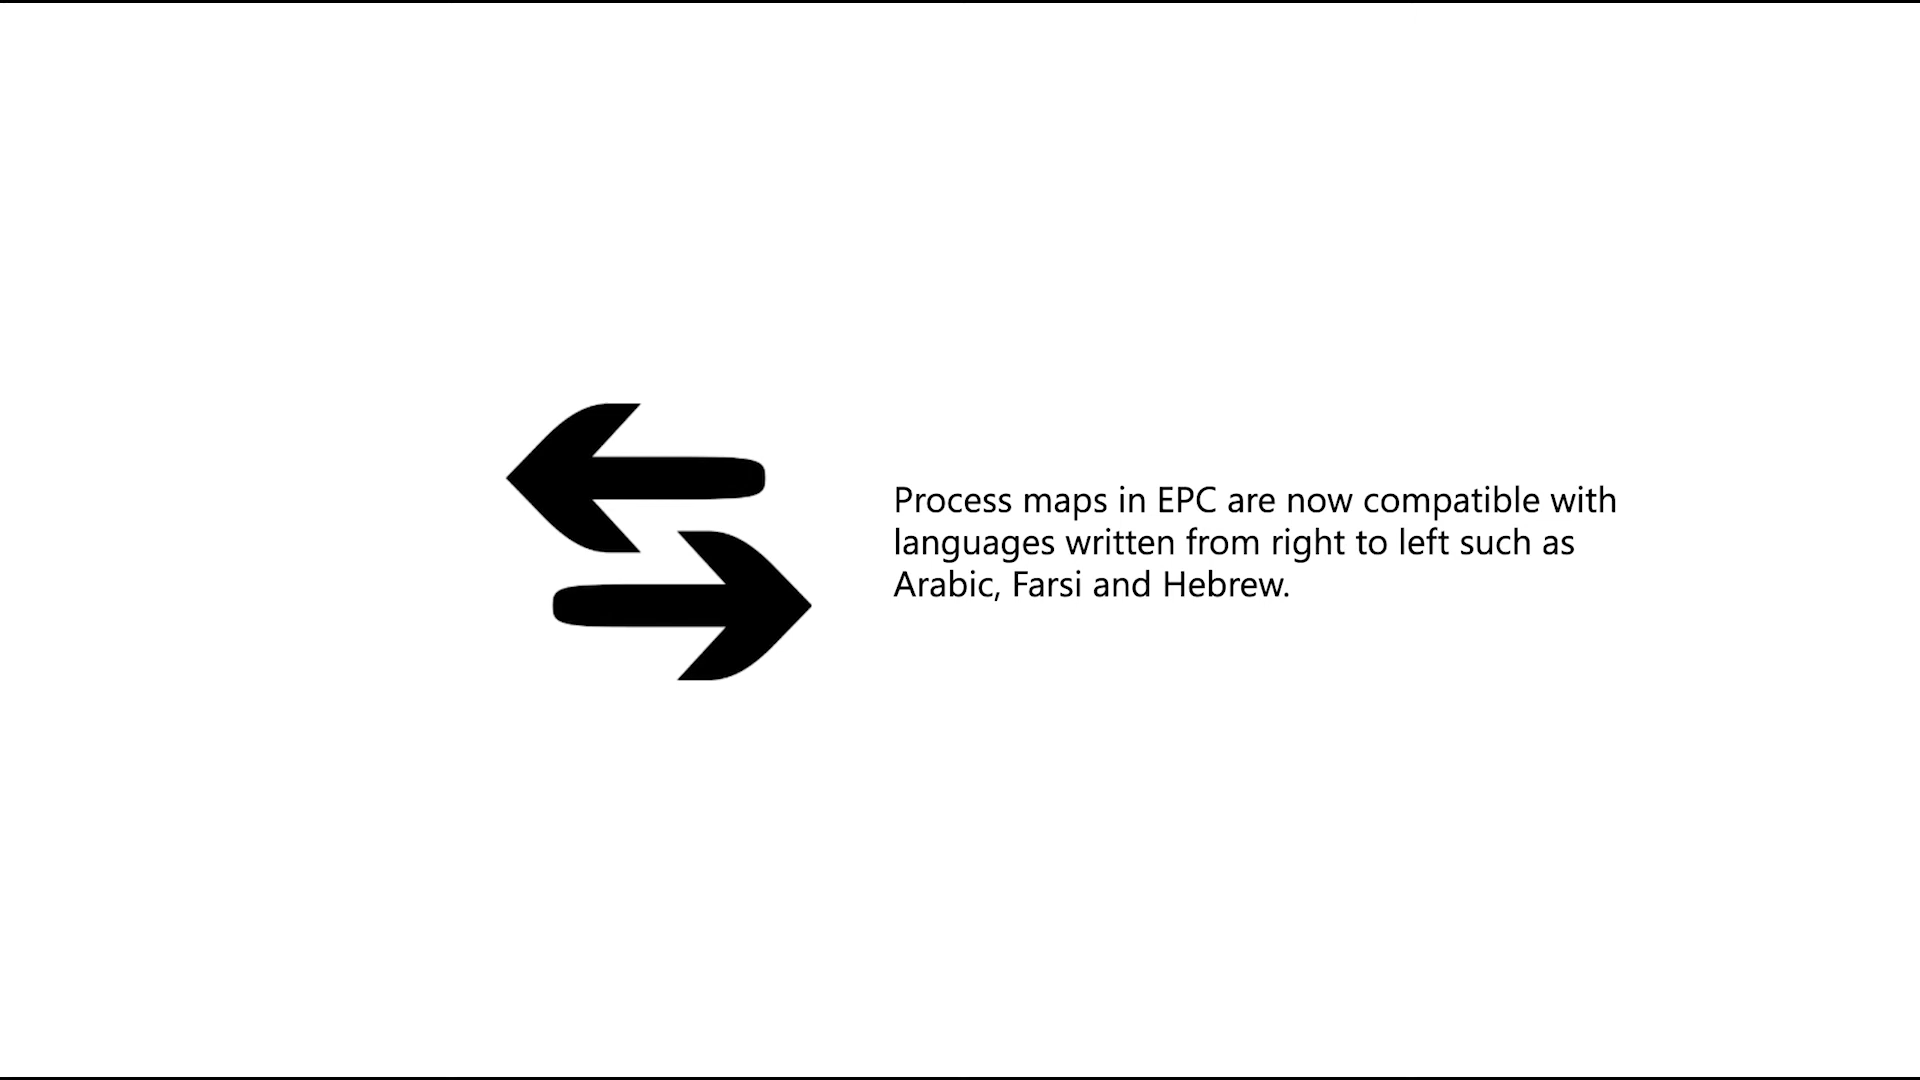 Process maps in EPC are now compatible with
languages written from right to left such as
Arabic, Farsi and Hebrew.